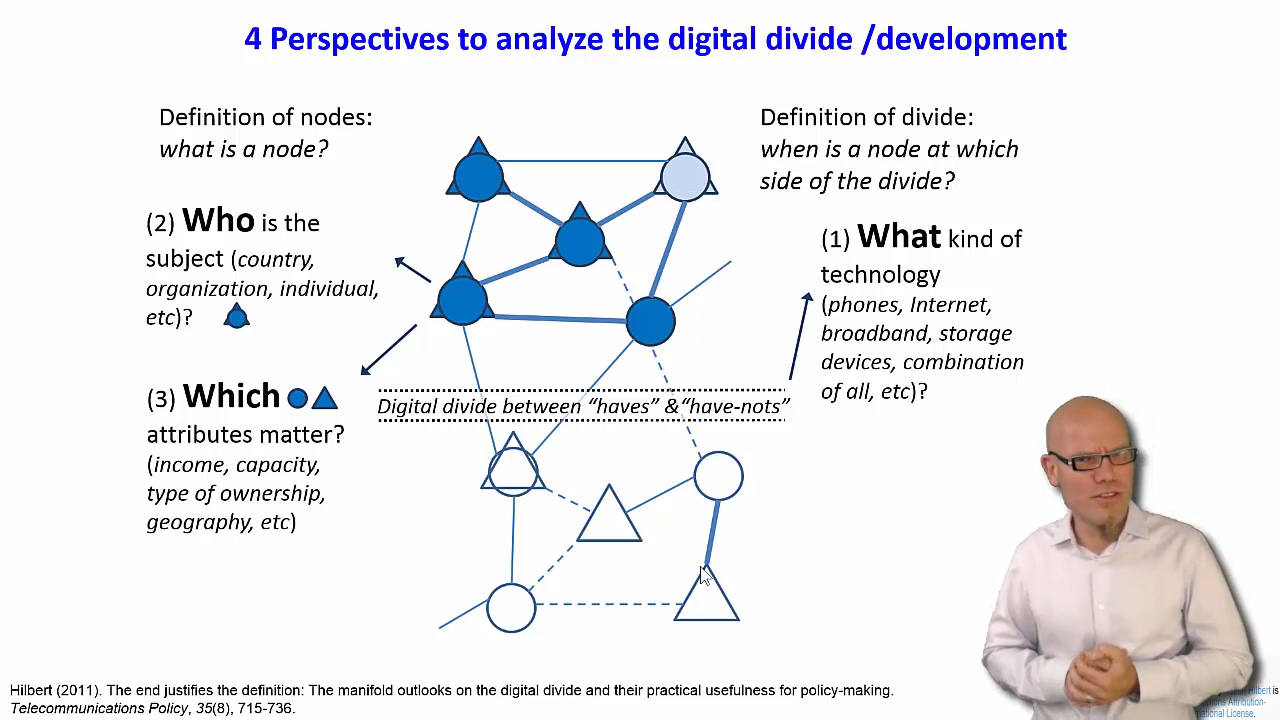 4 Perspectives to analyze the digital divide /development
Definition of nodes:
what is a node?
(2) Who is the
subject (country,
organization, individual,
etc)?
(3) Which
attributes matter?
(income, capacity,
type of ownership,
geography, etc)
Digital divide between “haves” &“have-nots”
Definition of divide:
when is a node at which
side of the divide?
(1) What kind of
technology
(phones, Internet,
broadband, storage
devices, combination
of all, etc)?
Hilbert (2011). The end justifies the definition: The manifold outlooks on the digital divide and their practical usefulness for policy-making.
Telecommunications Policy, 35(8), 715-736.
Hilbert is
Attribution-
License.